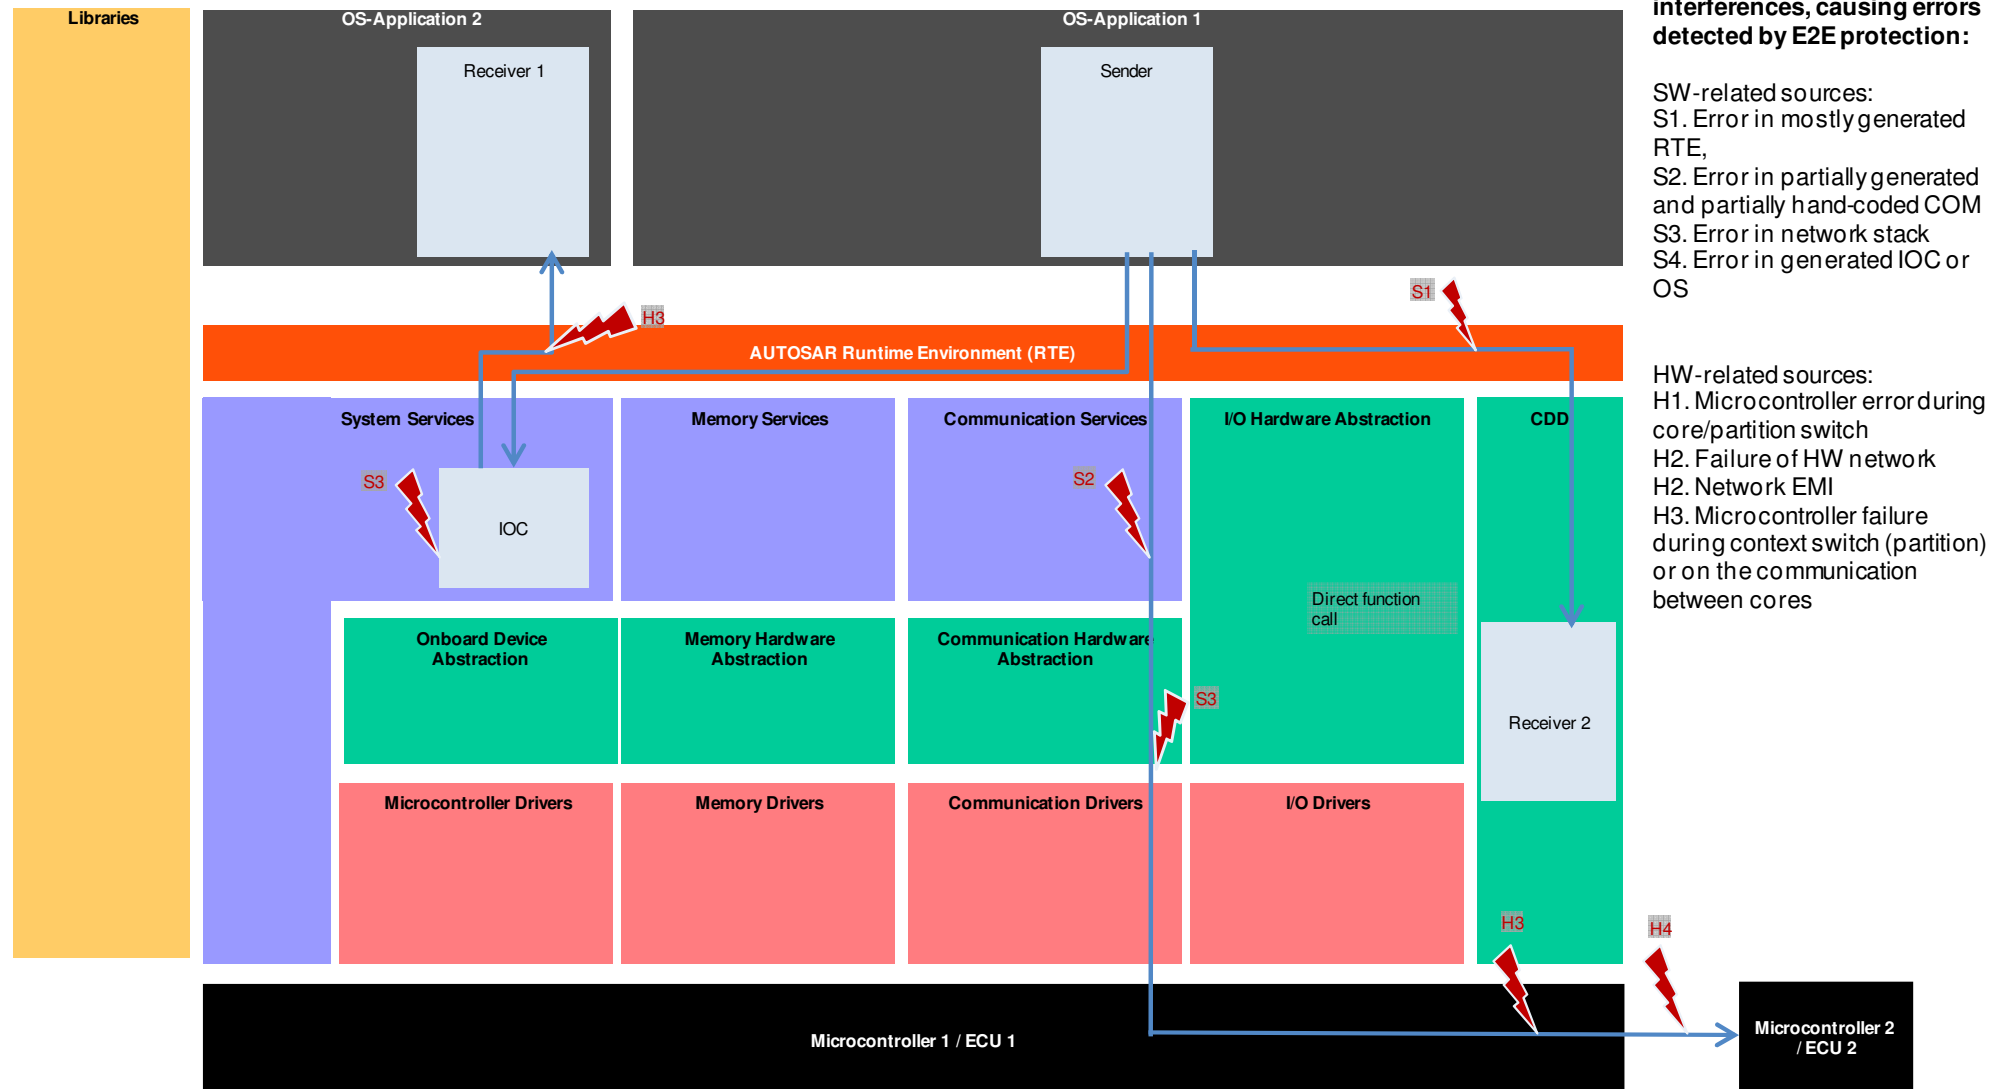 Libraries
OS-Application 2
OS-Application 1
Receiver 1
Sender
S1
H3
AUTOSAR Runtime Environment (RTE)
System Services
Memory Services
Communication Services
I/O Hardware Abstraction
CDD
S3
S2
IOC
Direct function
call
Onboard Device
Abstraction
Memory Hardware
Abstraction
Communication Hardware
Abstraction
S3
Receiver 2
Microcontroller Drivers
Memory Drivers
Communication Drivers
I/O Drivers
H3
H4
Microcontroller 1 / ECU 1
Microcontroller 2
/ ECU 2
interferences, causing errors
detected by E2E protection:
SW-related sources:
S1. Error in mostly generated
RTE,
S2. Error in partially generated
and partially hand-coded COM
S3. Error in network stack
S4. Error in generated IOC or
OS
HW-related sources:
H1. Microcontroller error during
core/partition switch
H2. Failure of HW network
H2. Network EMI
H3. Microcontroller failure
during context switch (partition)
or on the communication
between cores